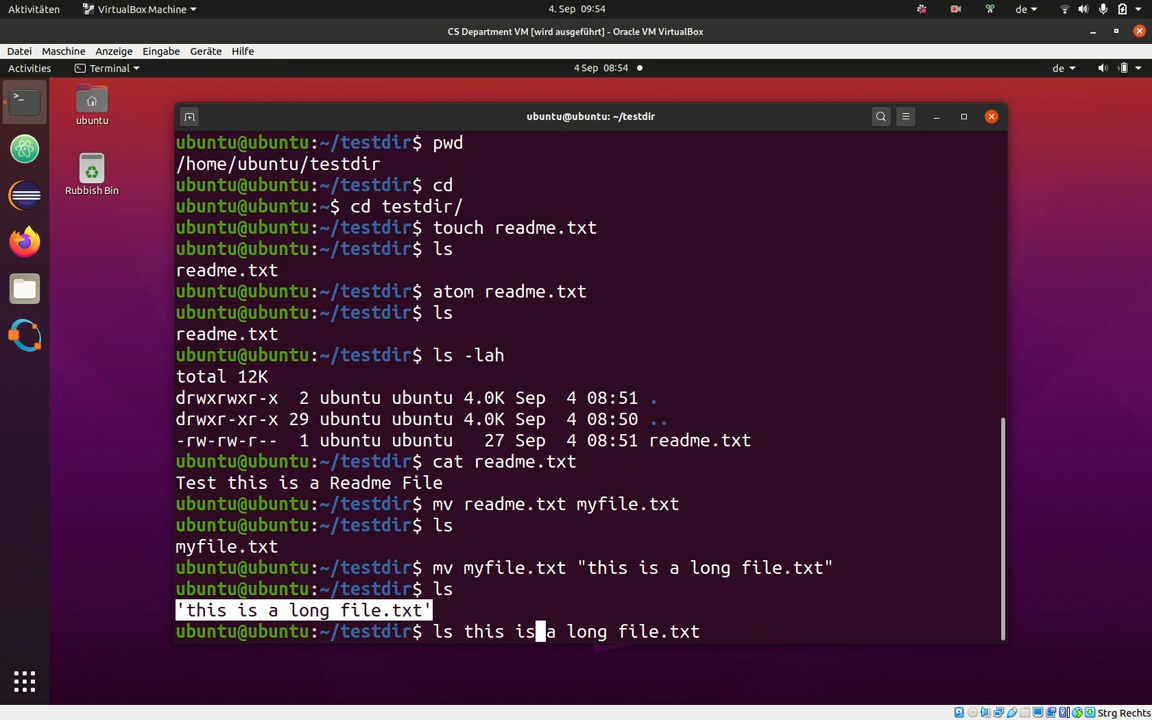 Aktivitäten VirtualBox Machine 4. Sep 09:54 de
CS Department VM [wird ausgeführt] - Oracle VM VirtualBox
Datei Maschine Anzeige Eingabe Geräte Hilfe
Activities Terminal 4 Sep 08:54 de
ubuntu
Rubbish Bin
ubuntu@ubuntu: ~/testdir
ubuntu@ubuntu:~/testdir$ pwd
/home/ubuntu/testdir
ubuntu@ubuntu:~/testdir$ cd
ubuntu@ubuntu:~$ cd testdir/
ubuntu@ubuntu:~/testdir$ touch readme.txt
ubuntu@ubuntu:~/testdir$ ls
readme.txt
ubuntu@ubuntu:~/testdir$ atom readme.txt
ubuntu@ubuntu:~/testdir$ ls
readme.txt
ubuntu@ubuntu:~/testdir$ ls -lah
total 12K
drwxrwxr-x  2 ubuntu ubuntu 4.0K Sep  4 08:51 .
drwxr-xr-x 29 ubuntu ubuntu 4.0K Sep  4 08:50 ..
-rw-rw-r--  1 ubuntu ubuntu   27 Sep  4 08:51 readme.txt
ubuntu@ubuntu:~/testdir$ cat readme.txt
Test this is a Readme File
ubuntu@ubuntu:~/testdir$ mv readme.txt myfile.txt
ubuntu@ubuntu:~/testdir$ ls
myfile.txt
ubuntu@ubuntu:~/testdir$ mv myfile.txt "this is a long file.txt"
ubuntu@ubuntu:~/testdir$ ls
'this is a long file.txt'
ubuntu@ubuntu:~/testdir$ ls this is a long file.txt
Strg Rechts